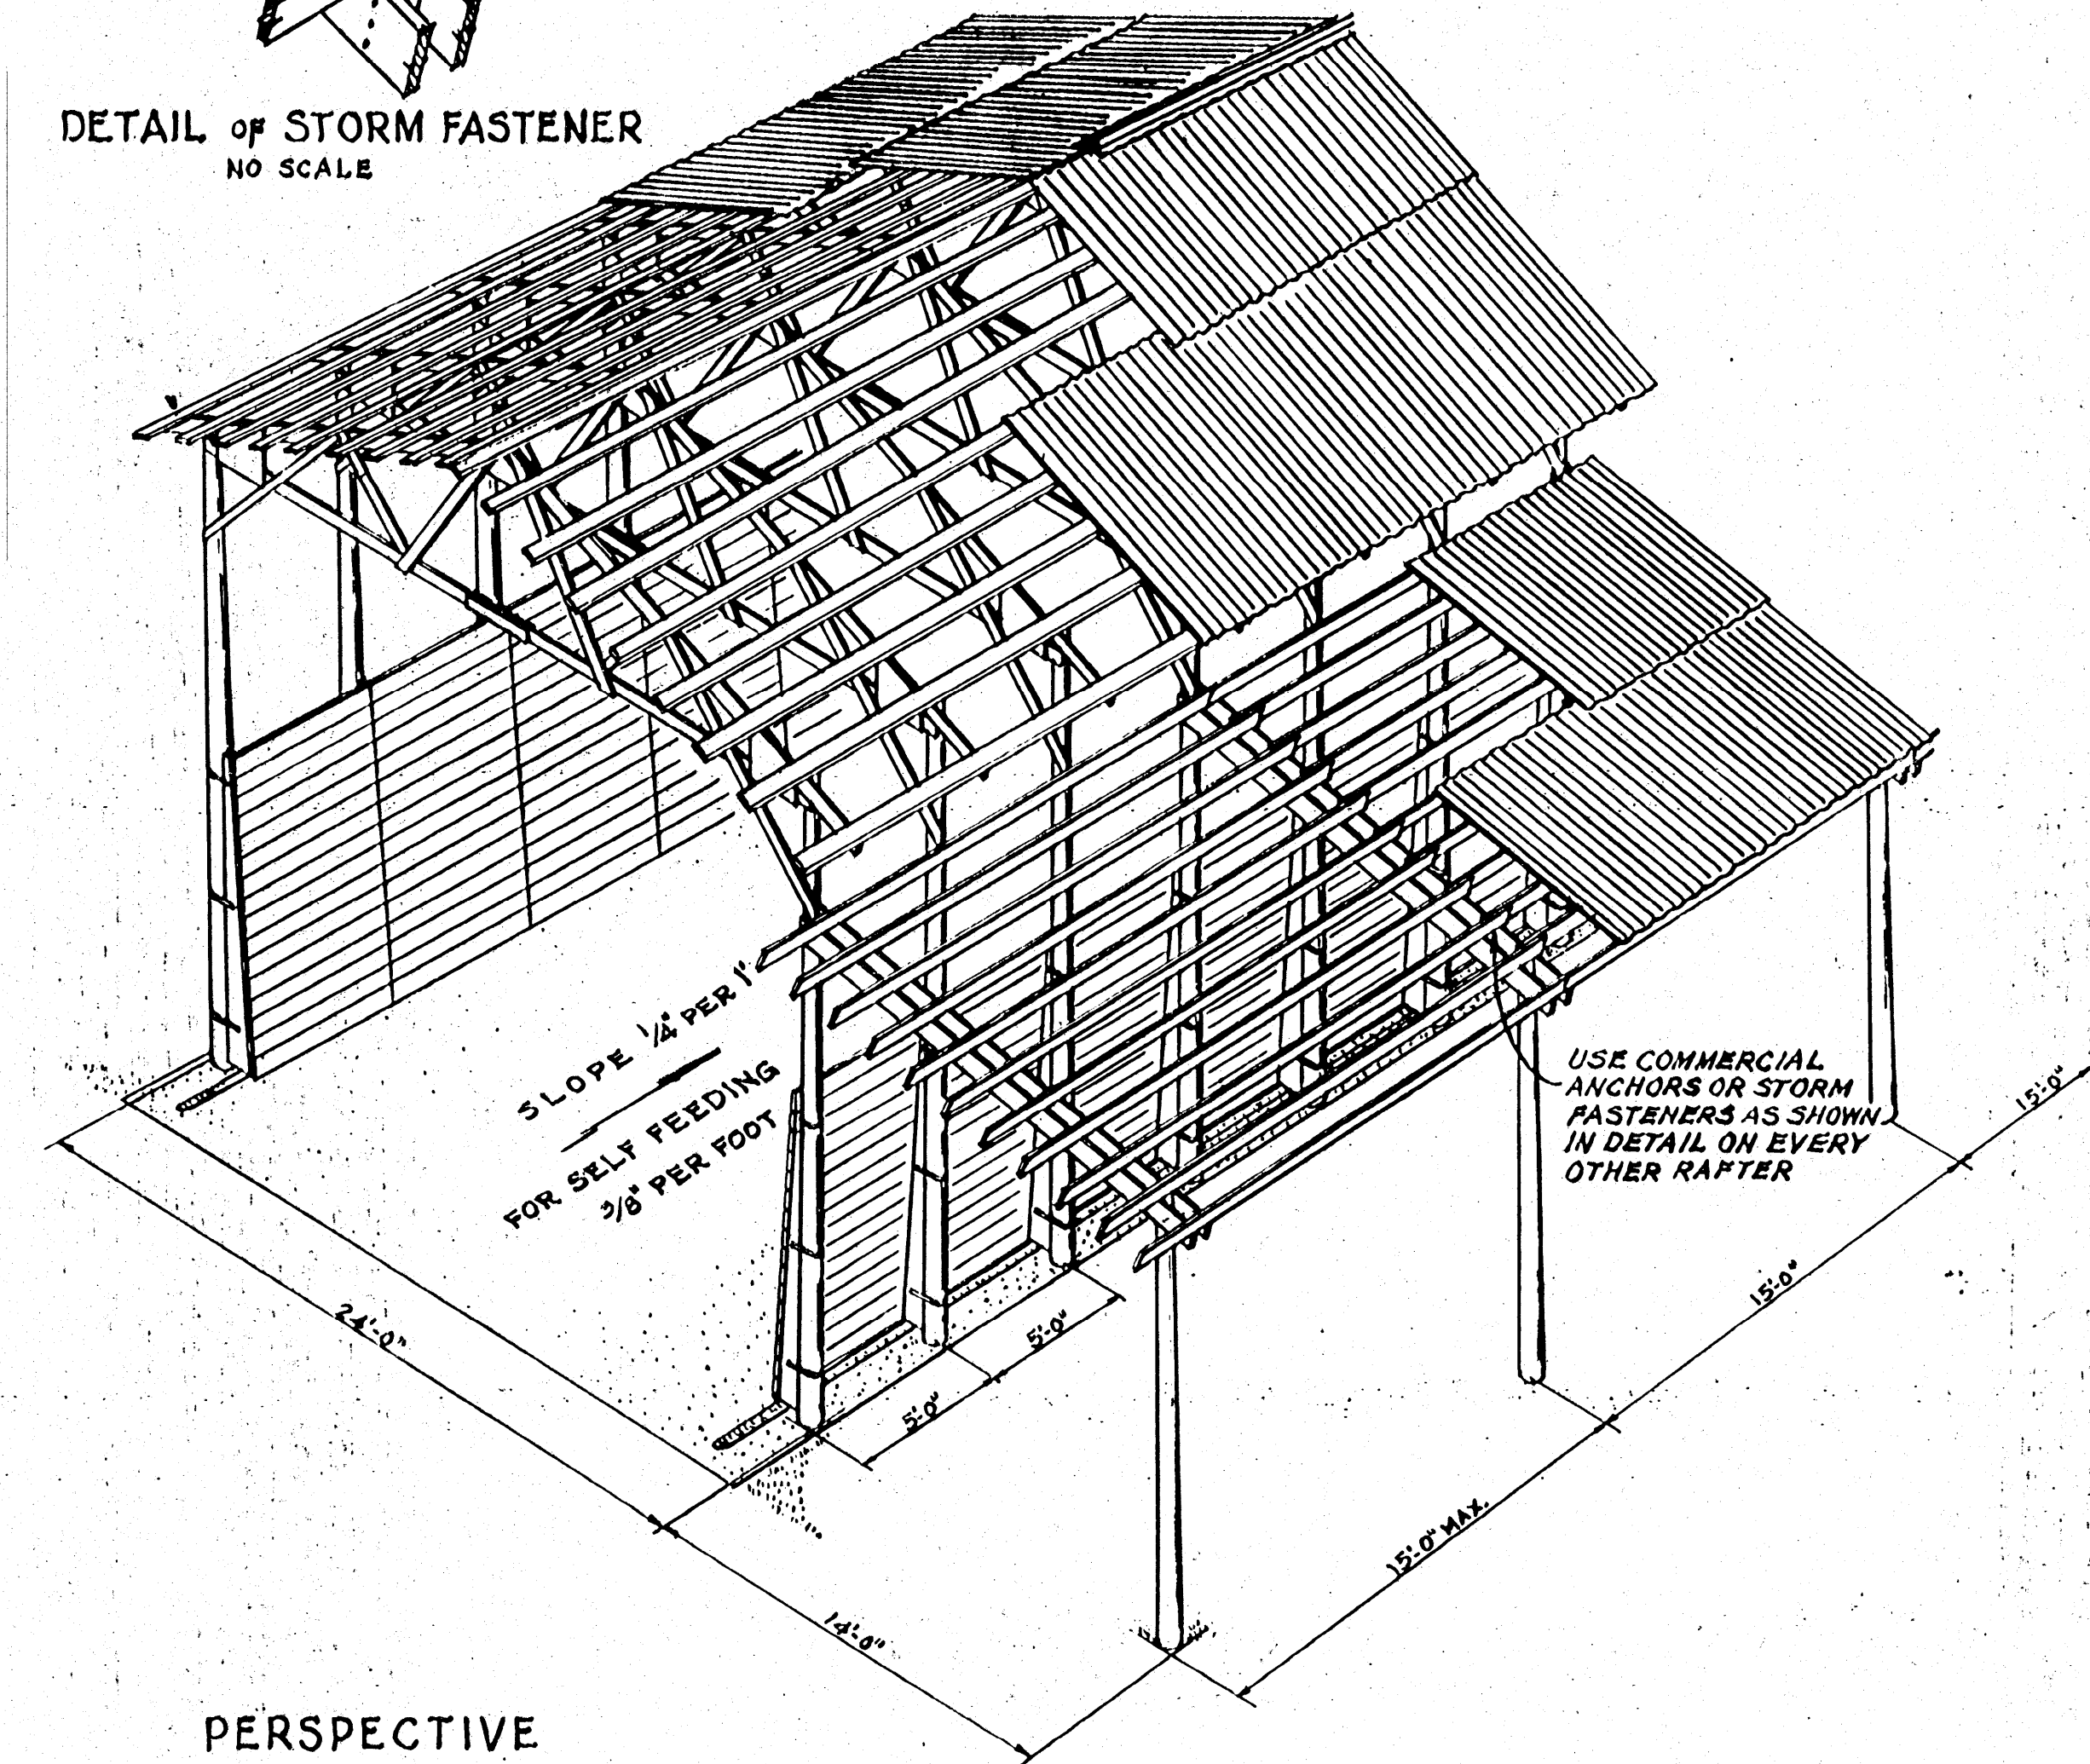 DETAIL OF STORM FASTENER
NO SCALE
SLOPE 1/4" PER 1'
FOR SELF FEEDING
3/8" PER FOOT
USE COMMERCIAL
ANCHORS OR STORM
FASTENERS AS SHOWN
IN DETAIL ON EVERY
OTHER RAFTER
15'-0"
15'-0"
15'-0" MAX.
5'-0"
5'-0"
24'-0"
14'-0"
PERSPECTIVE